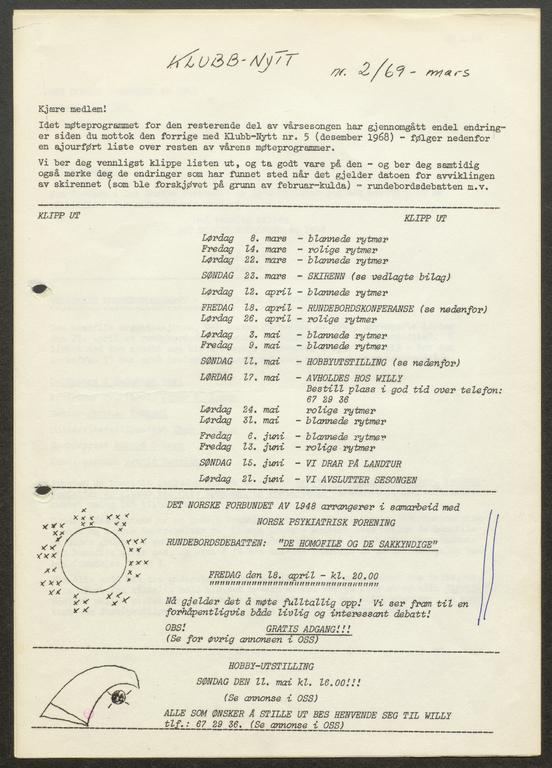 KLUBB-NYTT
nr. 2/69 - mars
Kjære medlem!
Idet møteprogrammet for den resterende del av vårsesongen har gjennomgått endel endring-
er siden du mottok den forrige med Klubb-Nytt nr. 5 (desember 1968) - følger nedenfor
en ajourført liste over resten av vårens møteprogrammer.
Vi ber deg vennligst klippe listen ut, og ta godt vare på den - og ber deg samtidig
også merke deg de endringer som har funnet sted når det gjelder datoen for avviklingen
av skirennet (som ble forskjøvet på grunn av februar-kulda) - rundebordsdebatten m.v.
KLIPP UT KLIPP UT
Lørdag 8. mars - blannede rytmer
Fredag 14. mars - rolige rytmer
Lørdag 22. mars - blannede rytmer
SØNDAG 23. mars - SKIRENN (se vedlagte bilag)
Lørdag 12. april - blannede rytmer
FREDAG 18. april - RUNDEBORDSKONFERANSE (se nedenfor)
Lørdag 26. april - rolige rytmer
Lørdag 3. mai - blannede rytmer
Fredag 9. mai - blannede rytmer
SØNDAG 11. mai - HOBBYUTSTILLING (se nedenfor)
LØRDAG 17. mai - AVHOLDES HOS WILLY
Bestill plass i god tid over telefon:
67 29 36
Lørdag 24. mai rolige rytmer
Lørdag 31. mai - blannede rytmer
Fredag 6. juni - blannede rytmer
Fredag 13. juni - rolige rytmer
SØNDAG 15. juni - VI DRAR PÅ LANDTUR
Lørdag 21. juni - VI AVSLUTTER SESONGEN
DET NORSKE FORBUNDET AV 1948 arrangerer i samarbeid med
NORSK PSYKIATRISK FORENING
RUNDEBORDSDEBATTEN: "DE HOMOFILE OG DE SAKKYNDIGE"
FREDAG den 18. april - kl. 20.00
Nå gjelder det å møte fulltallig opp! Vi ser fram til en
forhåpentligvis både livlig og interessant debatt!
OBS! GRATIS ADGANG!!!
(Se for øvrig annonsen i OSS)
HOBBY-UTSTILLING
SØNDAG DEN 11. mai kl. 16.00!!!
(Se annonse i OSS)
ALLE SOM ØNSKER Å STILLE UT BES HENVENDE SEG TIL WILLY
tlf.: 67 29 36. (Se annonse i OSS)